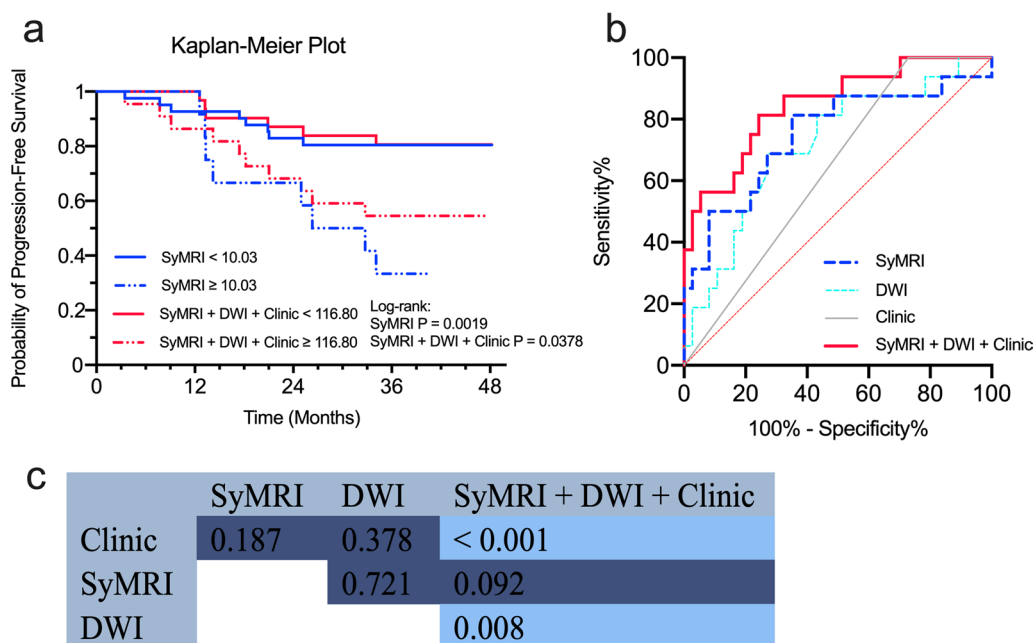 a
Kaplan-Meier Plot
Probability of Progression-Free Survival
1
0.8
0.6
0.4
0.2
0
0 12 24 36 48
Time (Months)
SyMRI < 10.03
SyMRI ≥ 10.03
SyMRI + DWI + Clinic < 116.80
SyMRI + DWI + Clinic ≥ 116.80
Log-rank:
SyMRI P = 0.0019
SyMRI + DWI + Clinic P = 0.0378
b
Sensitivity%
100
80
60
40
20
0
0 20 40 60 80 100
100% - Specificity%
SyMRI
DWI
Clinic
SyMRI + DWI + Clinic
c
SyMRI DWI SyMRI + DWI + Clinic
Clinic 0.187 0.378 < 0.001
SyMRI 0.721 0.092
DWI 0.008